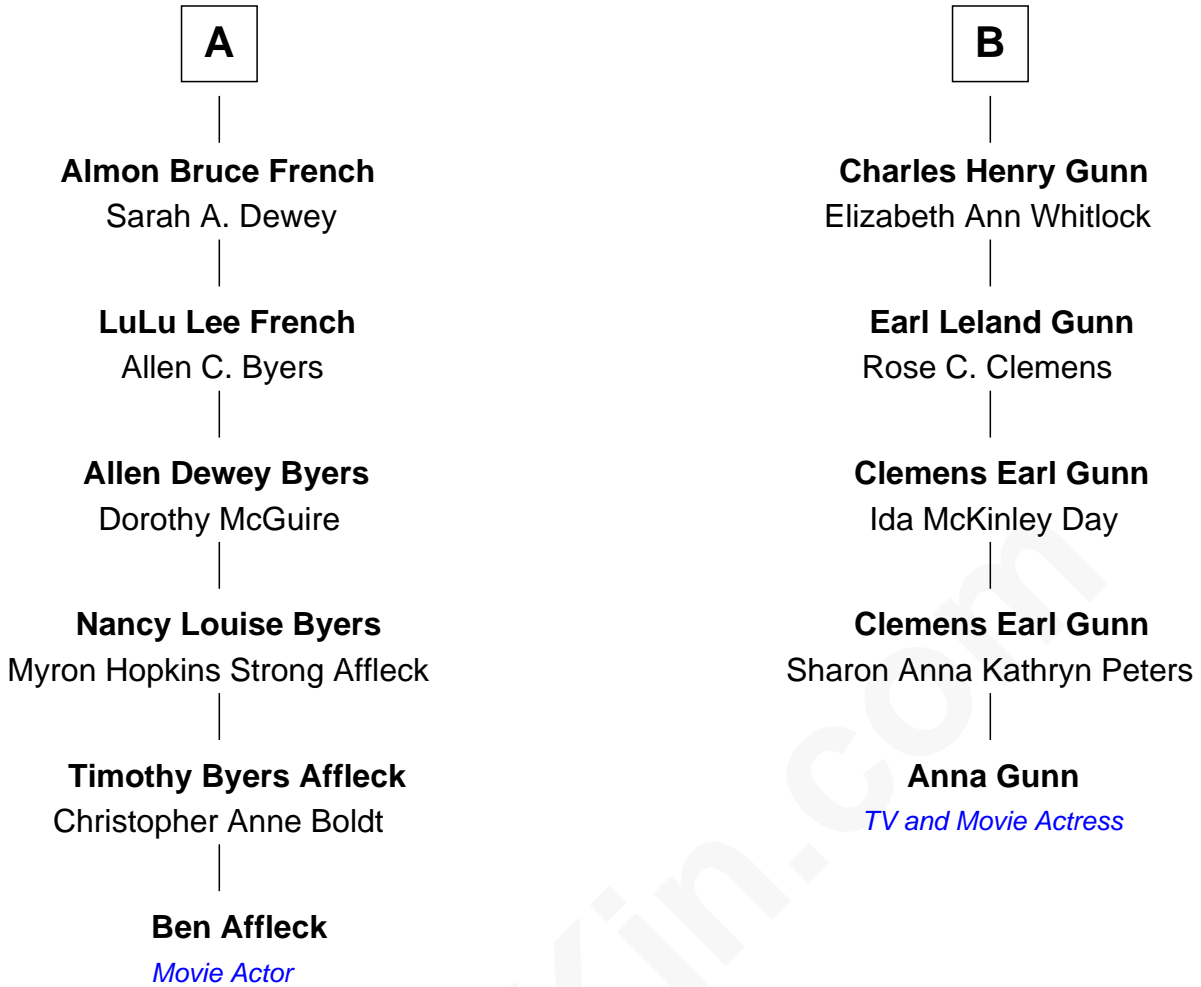 A
Almon Bruce French
Sarah A. Dewey
LuLu Lee French
Allen C. Byers
Allen Dewey Byers
Dorothy McGuire
Nancy Louise Byers
Myron Hopkins Strong Affleck
Timothy Byers Affleck
Christopher Anne Boldt
Ben Affleck
Movie Actor
B
Charles Henry Gunn
Elizabeth Ann Whitlock
Earl Leland Gunn
Rose C. Clemens
Clemens Earl Gunn
Ida McKinley Day
Clemens Earl Gunn
Sharon Anna Kathryn Peters
Anna Gunn
TV and Movie Actress
Kin.com